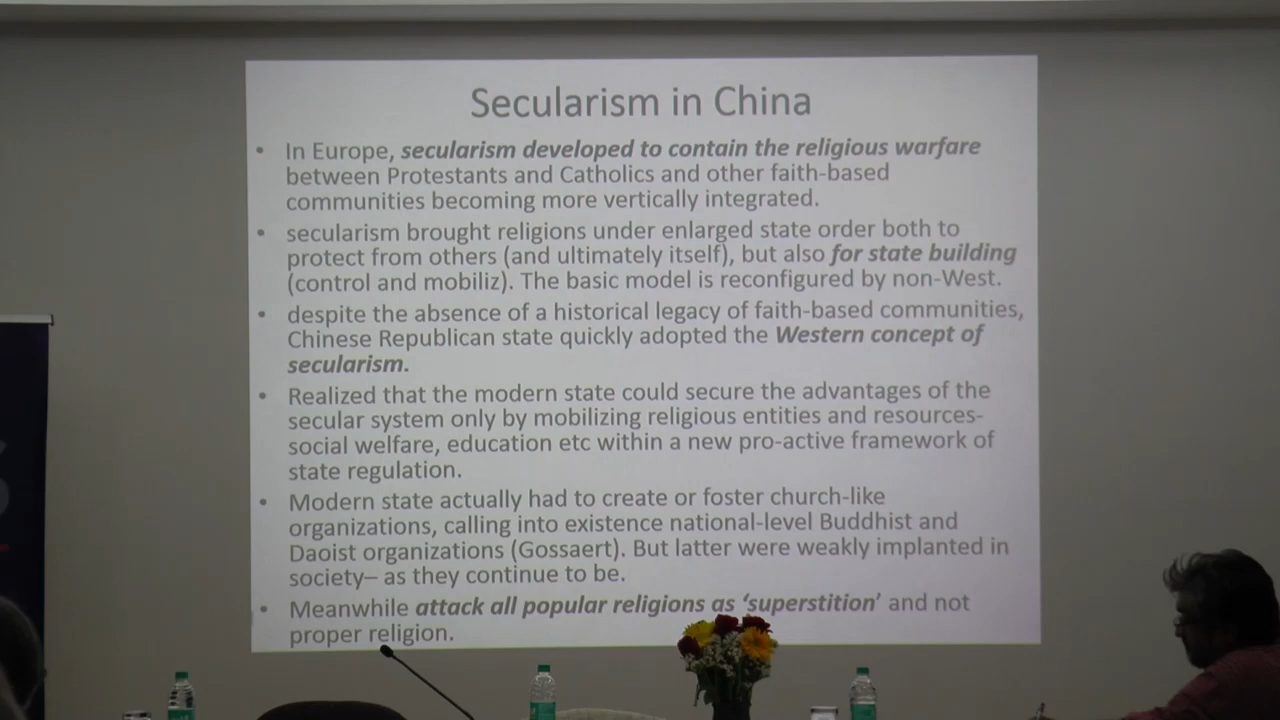 Secularism in China
• In Europe, secularism developed to contain the religious warfare
between Protestants and Catholics and other faith-based
communities becoming more vertically integrated.
• secularism brought religions under enlarged state order both to
protect from others (and ultimately itself), but also for state building
(control and mobiliz). The basic model is reconfigured by non-West.
• despite the absence of a historical legacy of faith-based communities,
Chinese Republican state quickly adopted the Western concept of
secularism.
• Realized that the modern state could secure the advantages of the
secular system only by mobilizing religious entities and resources-
social welfare, education etc within a new pro-active framework of
state regulation.
• Modern state actually had to create or foster church-like
organizations, calling into existence national-level Buddhist and
Daoist organizations (Gossaert). But latter were weakly implanted in
society– as they continue to be.
• Meanwhile attack all popular religions as ‘superstition’ and not
proper religion.